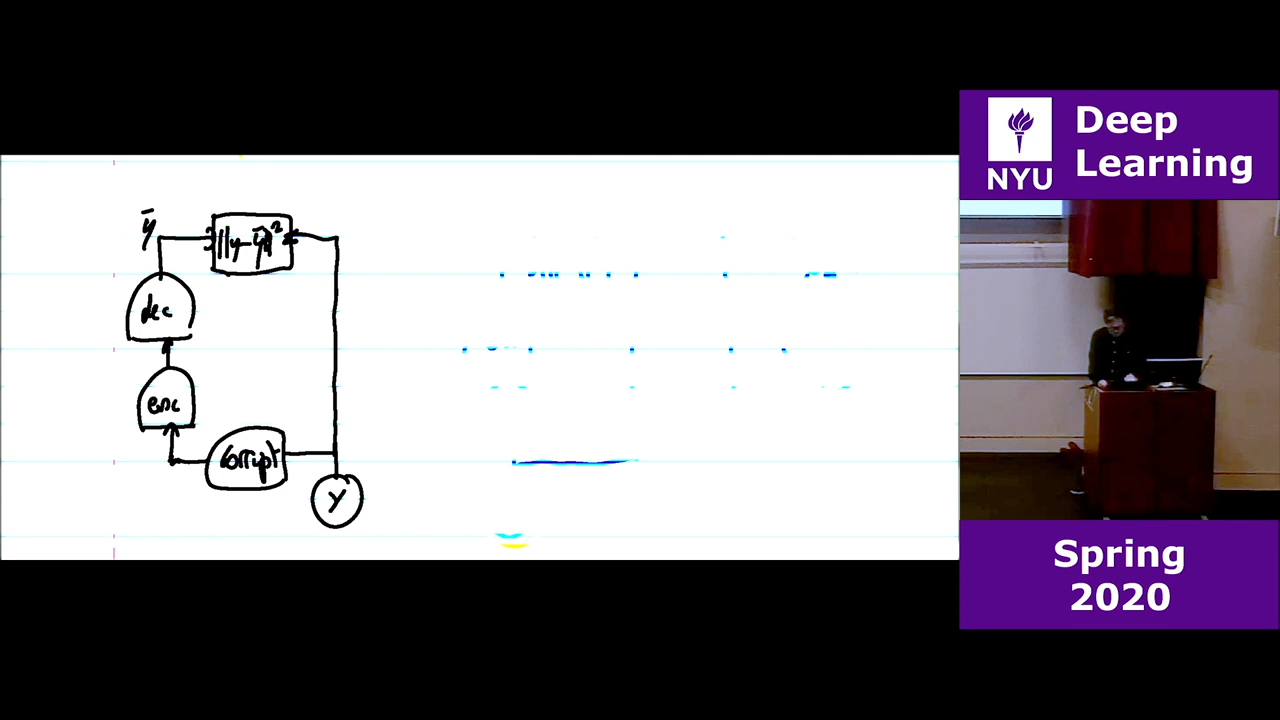 ȳ
||y-ȳ||²
dec
enc
corrupt
Y
NYU
Deep
Learning
Spring
2020